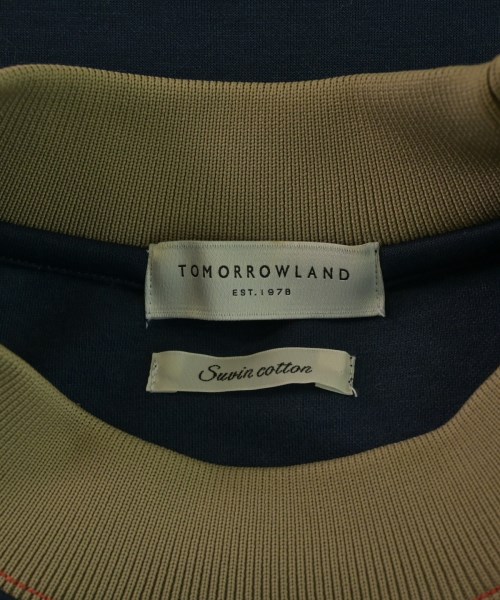 TOMORROWLAND
EST. 1978
Suvin cotton